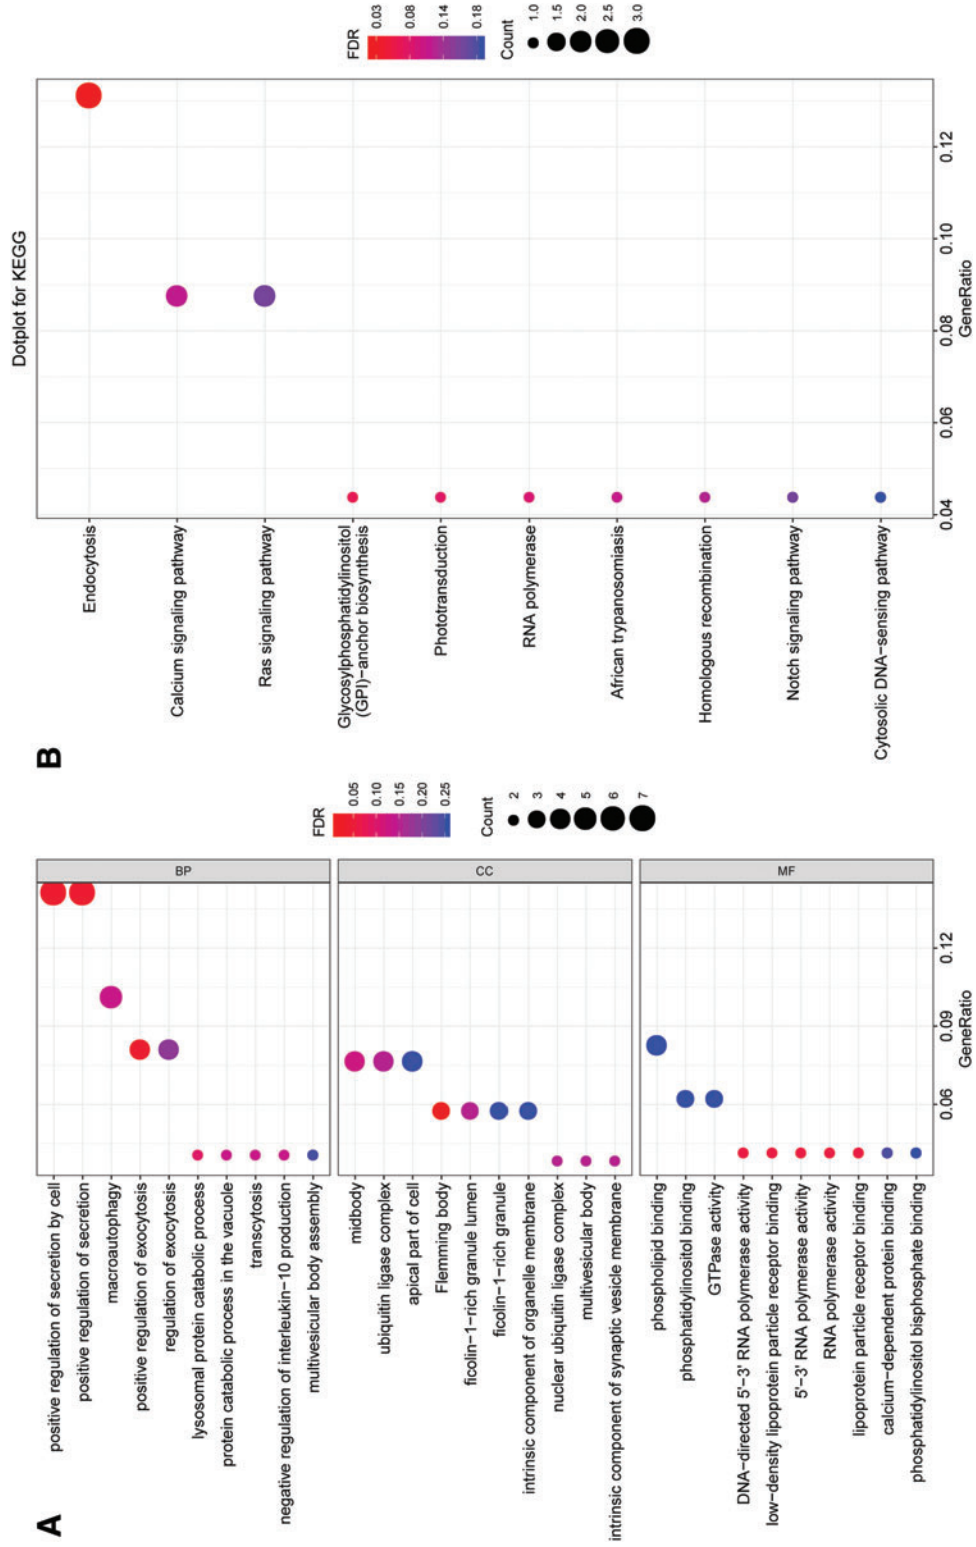 A
positive regulation of secretion by cell
positive regulation of secretion
macroautophagy
positive regulation of exocytosis
regulation of exocytosis
lysosomal protein catabolic process
protein catabolic process in the vacuole
transcytosis
negative regulation of interleukin−10 production
multivesicular body assembly
BP
midbody
ubiquitin ligase complex
apical part of cell
Flemming body
ficolin−1−rich granule lumen
ficolin−1−rich granule
intrinsic component of organelle membrane
nuclear ubiquitin ligase complex
multivesicular body
intrinsic component of synaptic vesicle membrane
CC
phospholipid binding
phosphatidylinositol binding
GTPase activity
DNA−directed 5'−3' RNA polymerase activity
low−density lipoprotein particle receptor binding
5'−3' RNA polymerase activity
RNA polymerase activity
lipoprotein particle receptor binding
calcium−dependent protein binding
phosphatidylinositol bisphosphate binding
MF
0.06 0.09 0.12
GeneRatio
FDR
0.05
0.10
0.15
0.20
0.25
Count
2
3
4
5
6
7
B
Dotplot for KEGG
Endocytosis
Calcium signaling pathway
Ras signaling pathway
Glycosylphosphatidylinositol
(GPI)−anchor biosynthesis
Phototransduction
RNA polymerase
African trypanosomiasis
Homologous recombination
Notch signaling pathway
Cytosolic DNA−sensing pathway
0.04 0.06 0.08 0.10 0.12
GeneRatio
FDR
0.03
0.08
0.14
0.18
Count
1.0
1.5
2.0
2.5
3.0